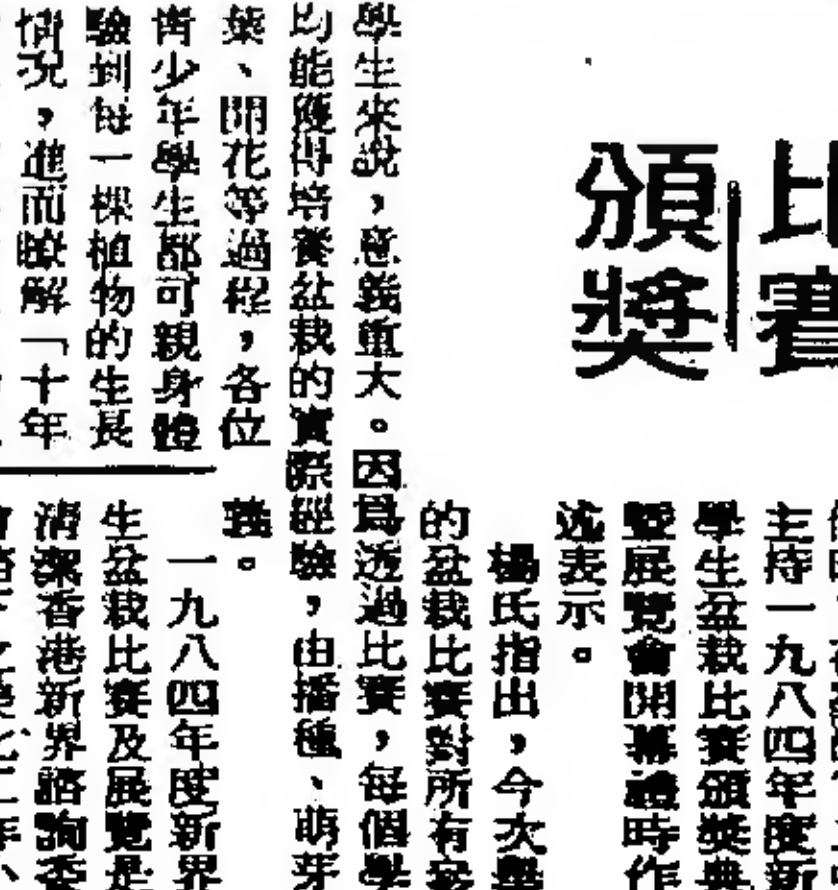 比賽
頒獎
主持一九八四年度新
學生盆栽比賽頒獎典
暨展覽會開幕禮時作
述表示。
楊氏指出，今次舉
的盆栽比賽對所有
學生來說，意義重大。因爲透過比賽，每個學
均能獲得培養盆栽的實際經驗，由播種、萌芽
葉、開花等過程，各位
青少年學生都可親身體
驗到每一棵植物的生長
情況，進而瞭解「十年
義。
一九八四年度新界
生盆栽比賽及展覽是
清潔香港新界諮詢委